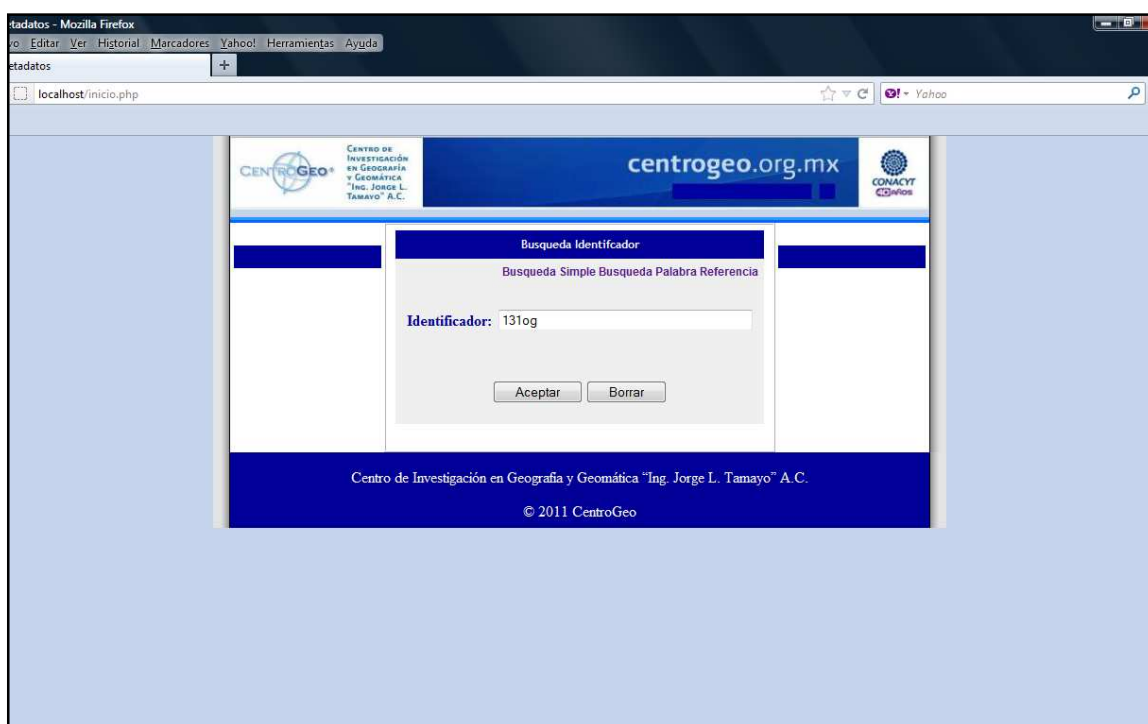 etadatos - Mozilla Firefox
vo Editar Ver Historial Marcadores Yahoo! Herramientas Ayuda
etadatos +
localhost/inicio.php Yahoo
CENTROGEO
CENTRO DE
INVESTIGACIÓN
EN GEOGRAFÍA
Y GEOMÁTICA
"ING. JORGE L.
TAMAYO" A.C.
centrogeo.org.mx
CONACYT
40años
Busqueda Identifcador
Busqueda Simple Busqueda Palabra Referencia
Identificador: 131og
Aceptar Borrar
Centro de Investigación en Geografía y Geomática “Ing. Jorge L. Tamayo” A.C.
© 2011 CentroGeo